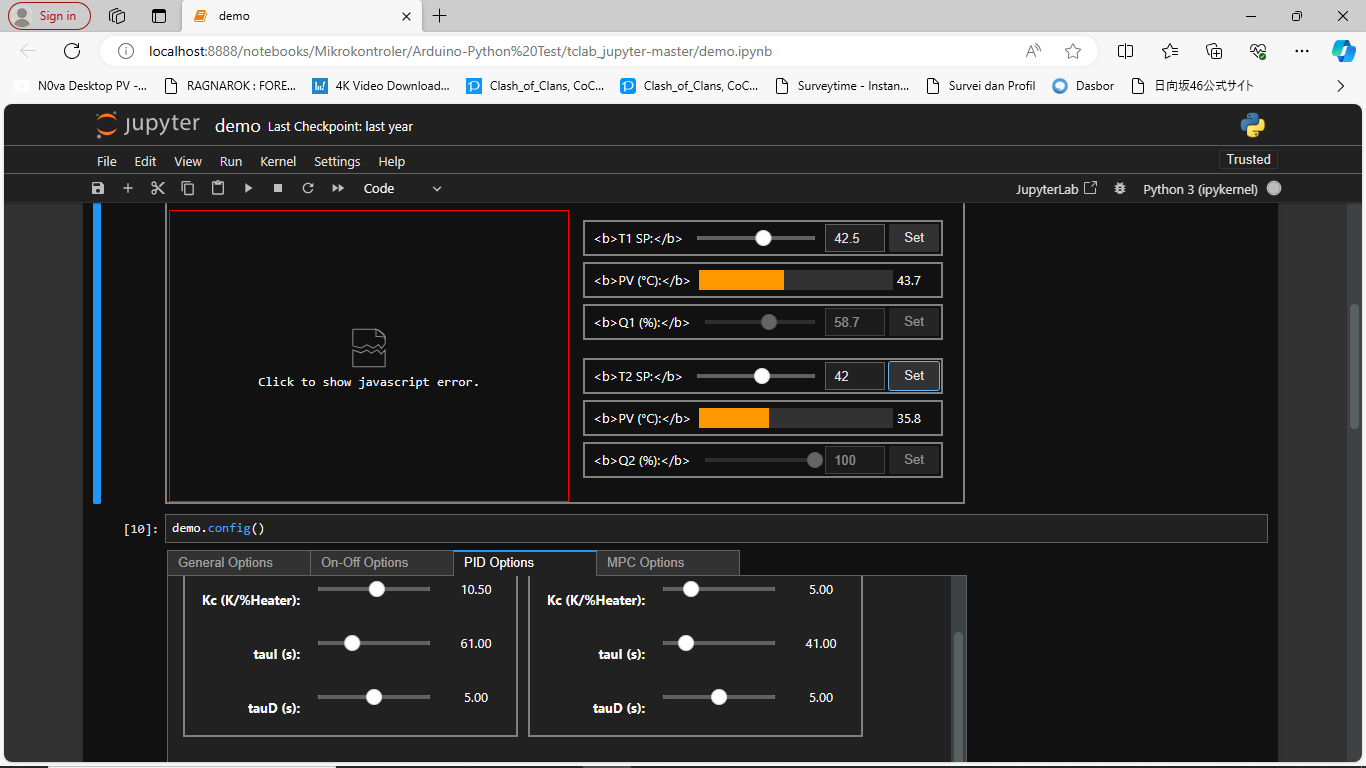 Sign in
demo
localhost:8888/notebooks/Mikrokontroler/Arduino-Python%20Test/tclab_jupyter-master/demo.ipynb
N0va Desktop PV -... RAGNAROK : FORE... 4K Video Download... Clash_of_Clans, CoC... Clash_of_Clans, CoC... Surveytime - Instan... Survei dan Profil Dasbor 日向坂46公式サイト
jupyter demo Last Checkpoint: last year
File Edit View Run Kernel Settings Help Trusted
Code JupyterLab Python 3 (ipykernel)
<b>T1 SP:</b> 42.5 Set
<b>PV (°C):</b> 43.7
<b>Q1 (%):</b> 58.7 Set
Click to show javascript error.
<b>T2 SP:</b> 42 Set
<b>PV (°C):</b> 35.8
<b>Q2 (%):</b> 100 Set
[10]: demo.config()
General Options On-Off Options PID Options MPC Options
Kc (K/%Heater): 10.50 Kc (K/%Heater): 5.00
tauI (s): 61.00 tauI (s): 41.00
tauD (s): 5.00 tauD (s): 5.00